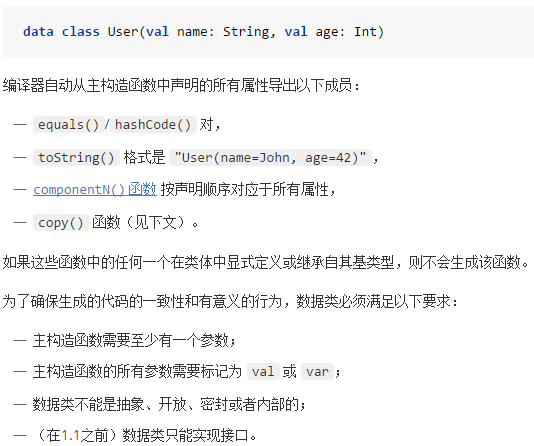 data class User(val name: String, val age: Int)
编译器自动从主构造函数中声明的所有属性导出以下成员：
— equals()/hashCode() 对，
— toString() 格式是 "User(name=John, age=42)"，
— componentN() 函数 按声明顺序对应于所有属性，
— copy() 函数（见下文）。
如果这些函数中的任何一个在类体中显式定义或继承自其基类型，则不会生成该函数。
为了确保生成的代码的一致性和有意义的行为，数据类必须满足以下要求：
— 主构造函数需要至少有一个参数；
— 主构造函数的所有参数需要标记为 val 或 var；
— 数据类不能是抽象、开放、密封或者内部的；
— （在1.1之前）数据类只能实现接口。